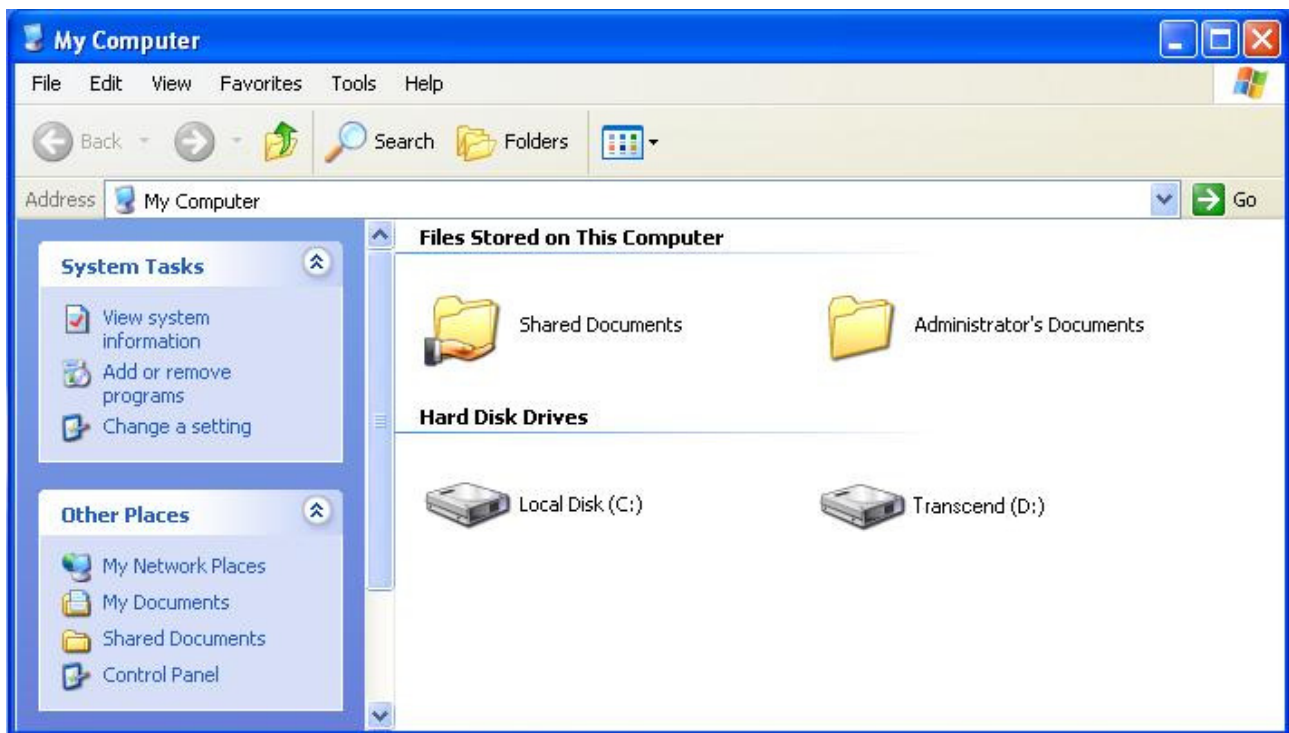 My Computer
File Edit View Favorites Tools Help
Back Search Folders
Address My Computer Go
System Tasks
View system
information
Add or remove
programs
Change a setting
Other Places
My Network Places
My Documents
Shared Documents
Control Panel
Files Stored on This Computer
Shared Documents Administrator's Documents
Hard Disk Drives
Local Disk (C:) Transcend (D:)